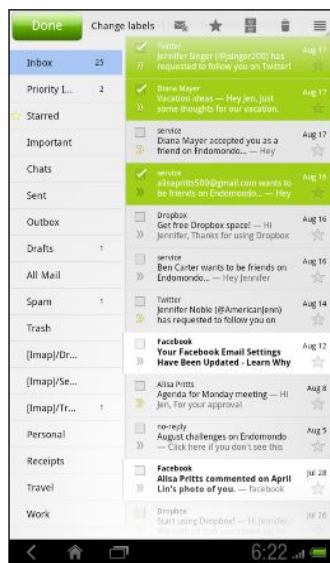 Done Change labels
Inbox 25
Priority I... 2
Starred
Important
Chats
Sent
Outbox
Drafts 1
All Mail
Spam 1
Trash
[Imap]/Dr...
[Imap]/Se...
[Imap]/Tr... 1
Personal
Receipts
Travel
Work
Twitter
Jennifer Singer (@jsinger200) has Aug 17
requested to follow you on Twitter!
Diana Myer
Vacation ideas — Hey Jen, Just Aug 17
some thoughts for our vacation.
service
Diana Myer accepted you as a Aug 17
friend on Endomondo... — Hey
service
alisapritts500@gmail.com wants to Aug 16
be friends on Endomondo... — Hey
Dropbox
Get free Dropbox space! — Hi Aug 16
Jennifer, Thanks for using Dropbox
service
Ben Carter wants to be friends on Aug 16
Endomondo... — Hey Jennifer
Twitter
Jennifer Noble (@AmericanJenn) Aug 14
has requested to follow you on
Facebook
Your Facebook Email Settings Aug 12
Have Been Updated - Learn Why
Alisa Pritts
Agenda for Monday meeting — Hi Aug 8
Jen, For your approval
no-reply
August challenges on Endomondo Aug 5
— Click here if you don't see this
Facebook
Alisa Pritts commented on April Jul 28
Lin's photo of you. — facebook
Dropbox
Start using Dropbox! — Hi Jennifer, Jul 26
6:22